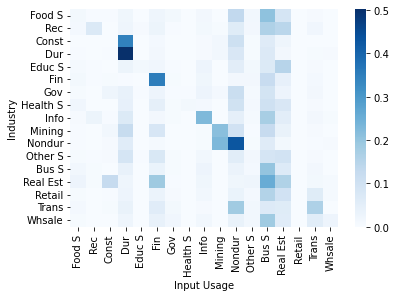 Food S
Rec
Const
Dur
Educ S
Fin
Gov
Health S
Info
Mining
Nondur
Other S
Bus S
Real Est
Retail
Trans
Whsale
Industry
Food S
Rec
Const
Dur
Educ S
Fin
Gov
Health S
Info
Mining
Nondur
Other S
Bus S
Real Est
Retail
Trans
Whsale
Input Usage
0.5
0.4
0.3
0.2
0.1
0.0